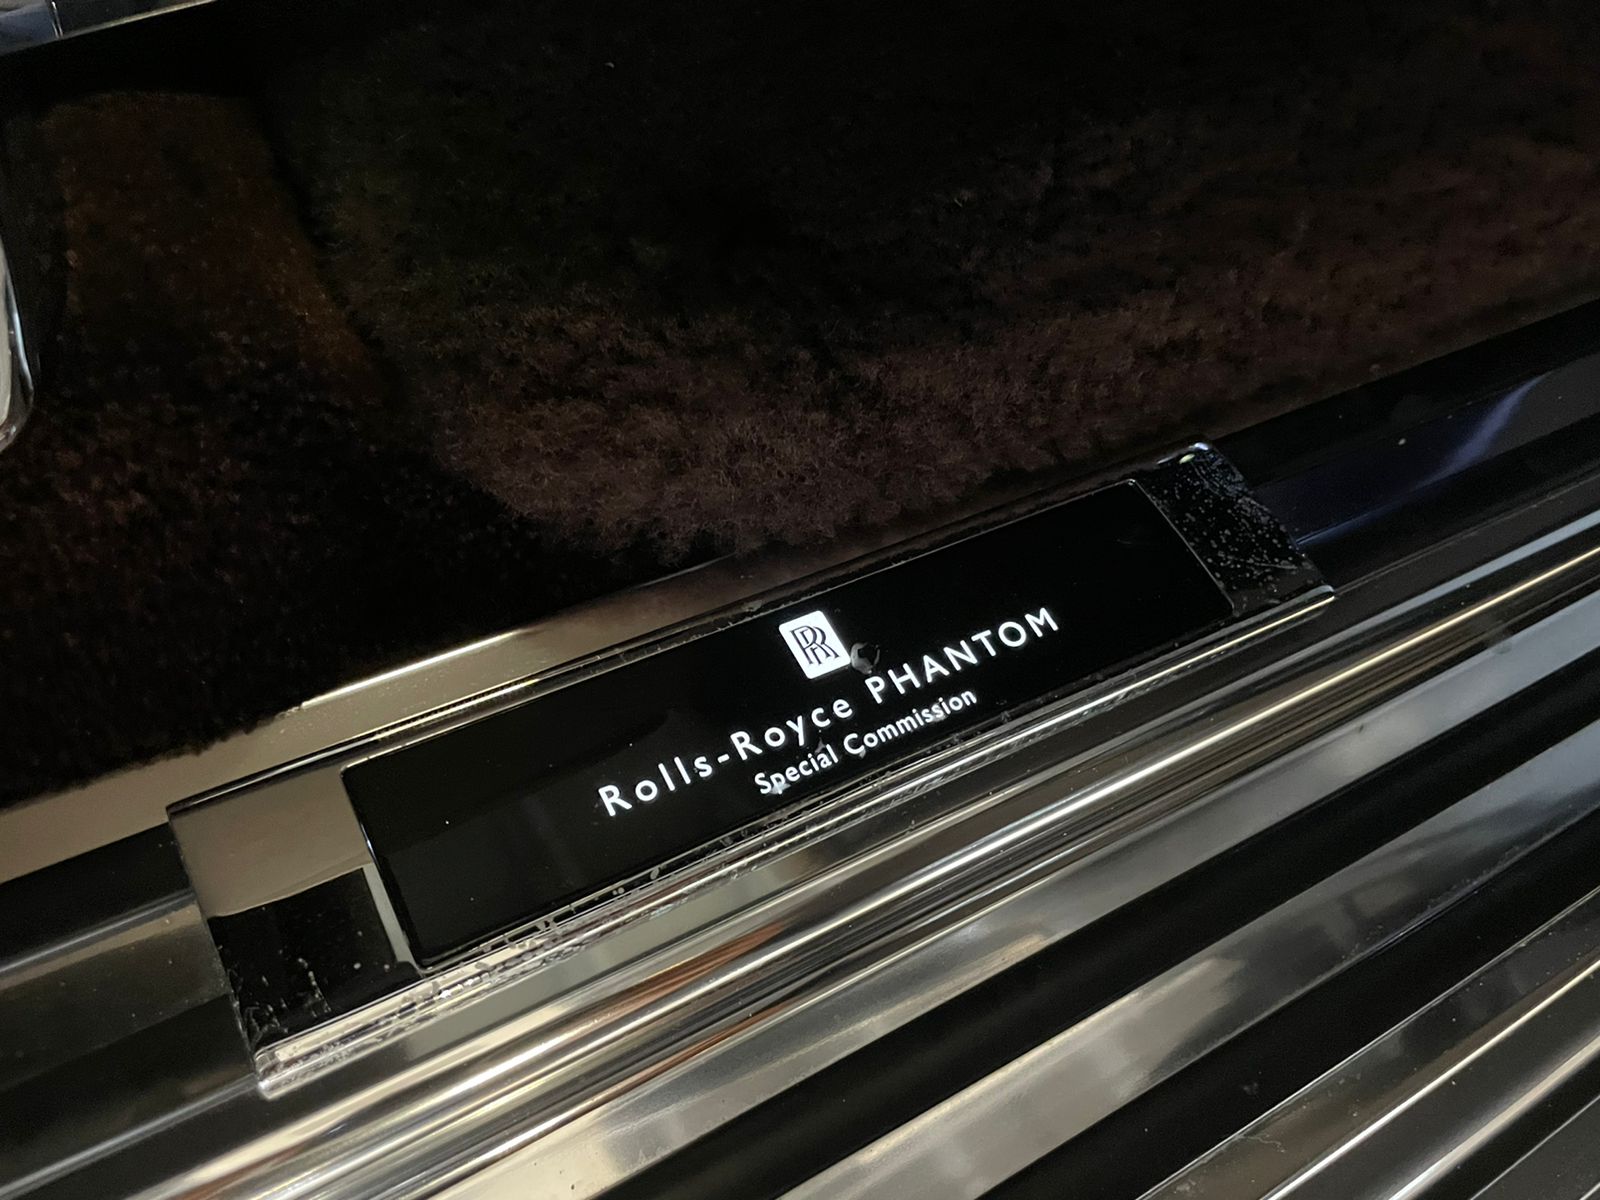 RR
Rolls-Royce PHANTOM
Special Commission